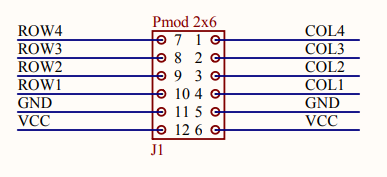 Pmod 2x6
ROW4 7 1 COL4
ROW3 8 2 COL3
ROW2 9 3 COL2
ROW1 10 4 COL1
GND 11 5 GND
VCC 12 6 VCC
J1